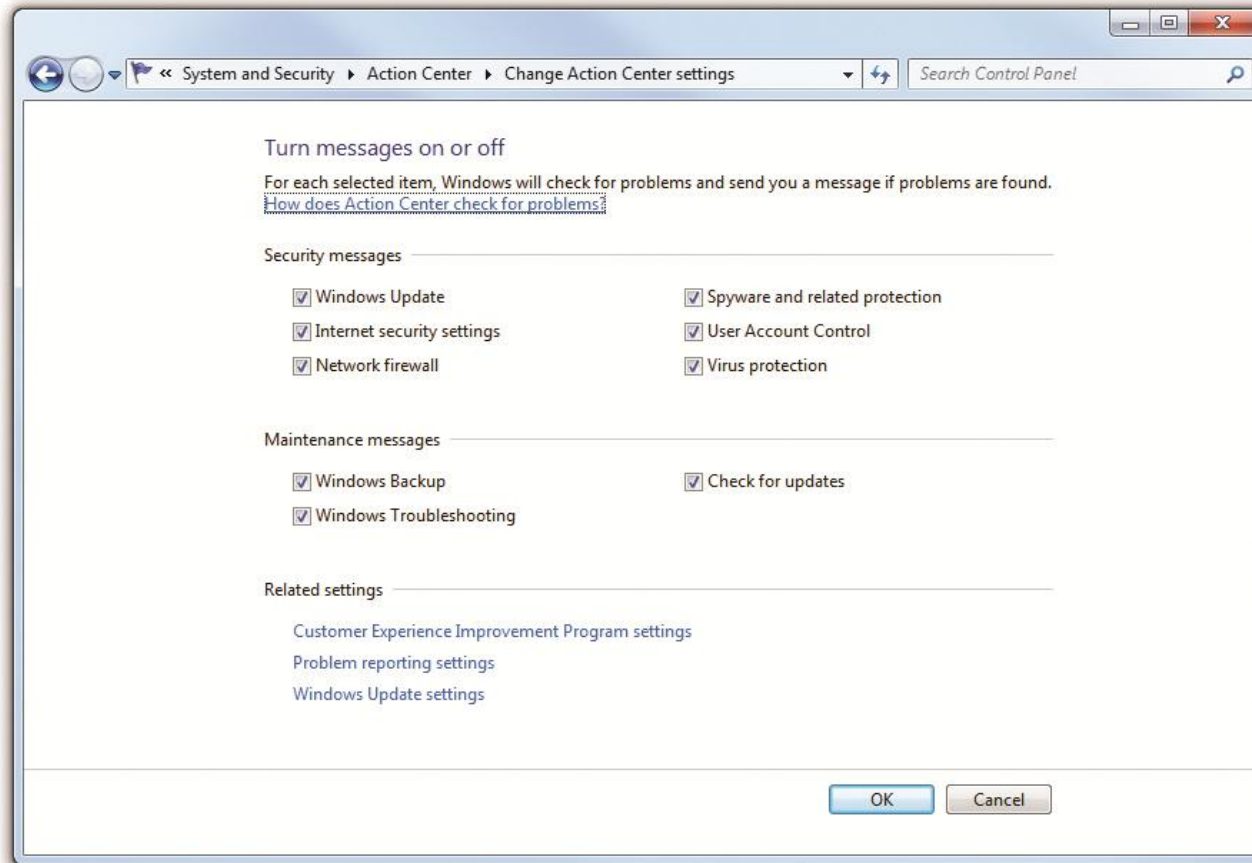 « System and Security ▸ Action Center ▸ Change Action Center settings
Search Control Panel
Turn messages on or off
For each selected item, Windows will check for problems and send you a message if problems are found.
How does Action Center check for problems?
Security messages
Windows Update
Spyware and related protection
Internet security settings
User Account Control
Network firewall
Virus protection
Maintenance messages
Windows Backup
Check for updates
Windows Troubleshooting
Related settings
Customer Experience Improvement Program settings
Problem reporting settings
Windows Update settings
OK
Cancel